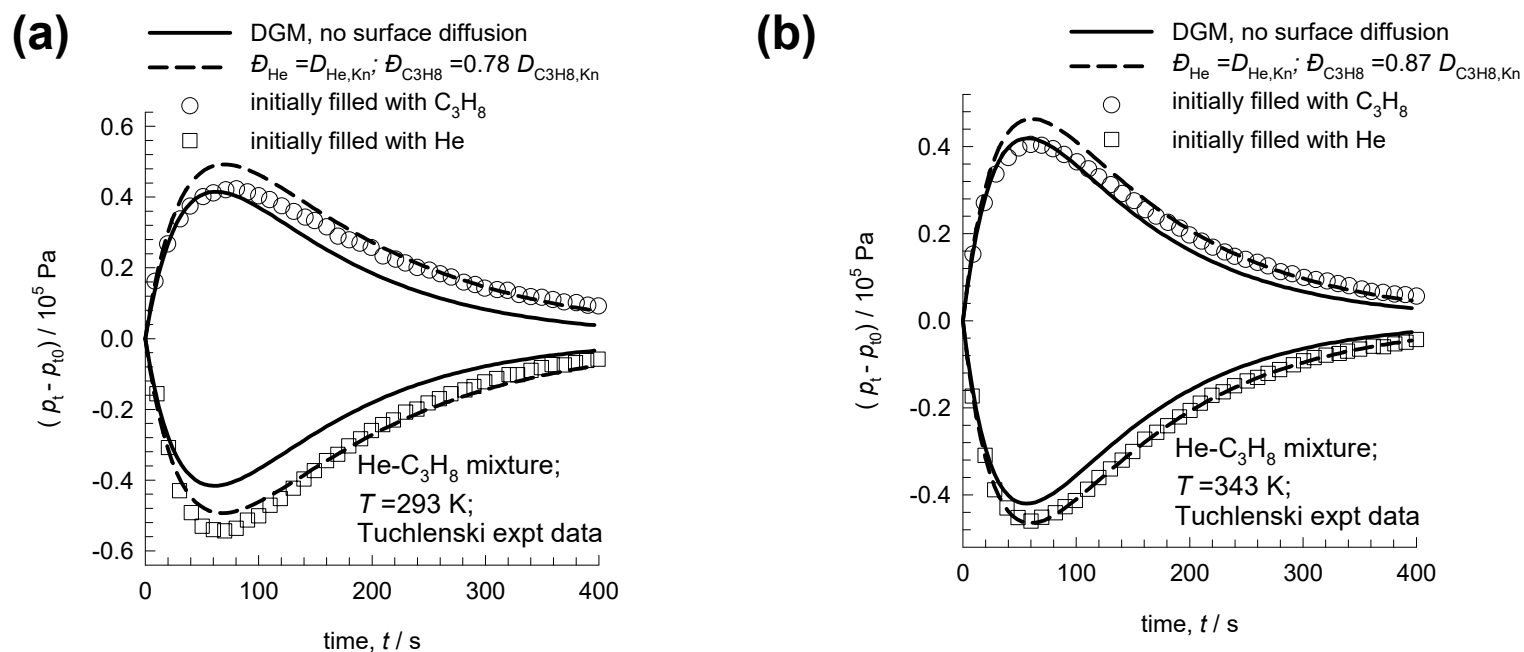 (a)
DGM, no surface diffusion
Đ_He =D_He,Kn; Đ_C3H8 =0.78 D_C3H8,Kn
initially filled with C₃H₈
initially filled with He
0.6
0.4
0.2
0.0
-0.2
-0.4
-0.6
( p_t - p_t0) / 10⁵ Pa
He-C₃H₈ mixture;
T =293 K;
Tuchlenski expt data
0 100 200 300 400
time, t / s
(b)
DGM, no surface diffusion
Đ_He =D_He,Kn; Đ_C3H8 =0.87 D_C3H8,Kn
initially filled with C₃H₈
initially filled with He
0.4
0.2
0.0
-0.2
-0.4
( p_t - p_t0) / 10⁵ Pa
He-C₃H₈ mixture;
T =343 K;
Tuchlenski expt data
0 100 200 300 400
time, t / s